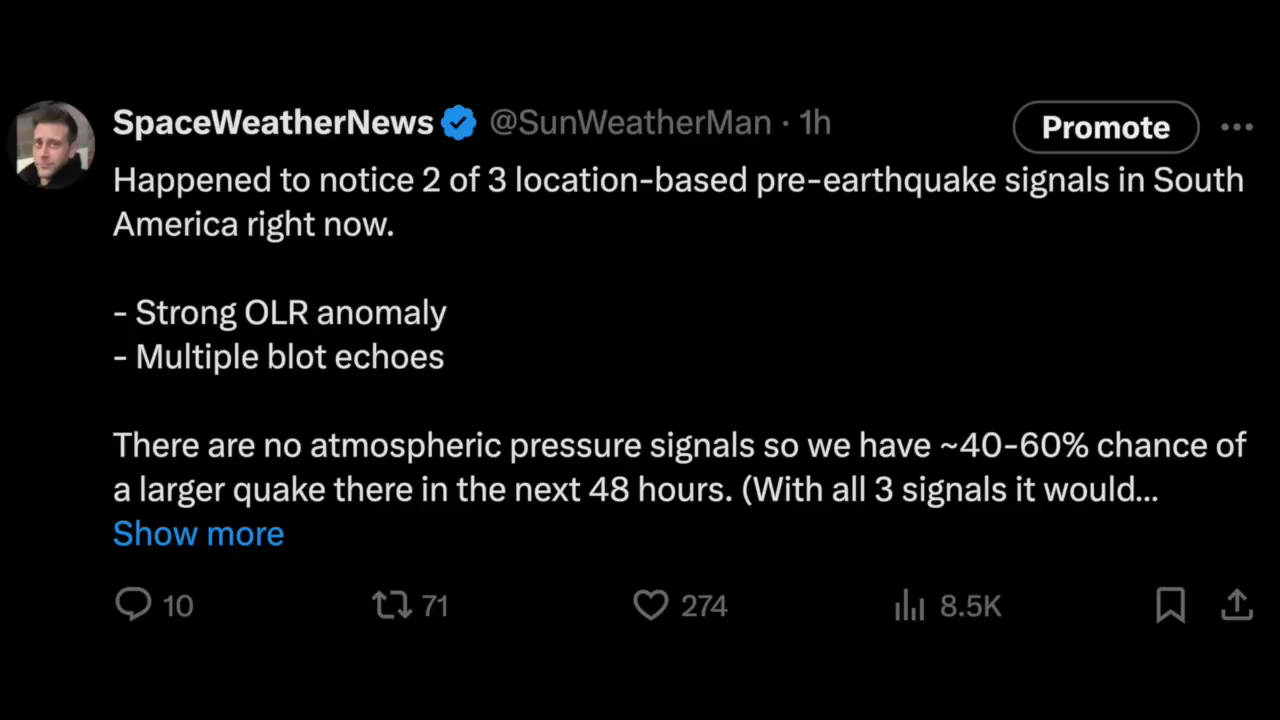 SpaceWeatherNews @SunWeatherMan · 1h Promote
Happened to notice 2 of 3 location-based pre-earthquake signals in South
America right now.
- Strong OLR anomaly
- Multiple blot echoes
There are no atmospheric pressure signals so we have ~40-60% chance of
a larger quake there in the next 48 hours. (With all 3 signals it would...
Show more
10 71 274 8.5K